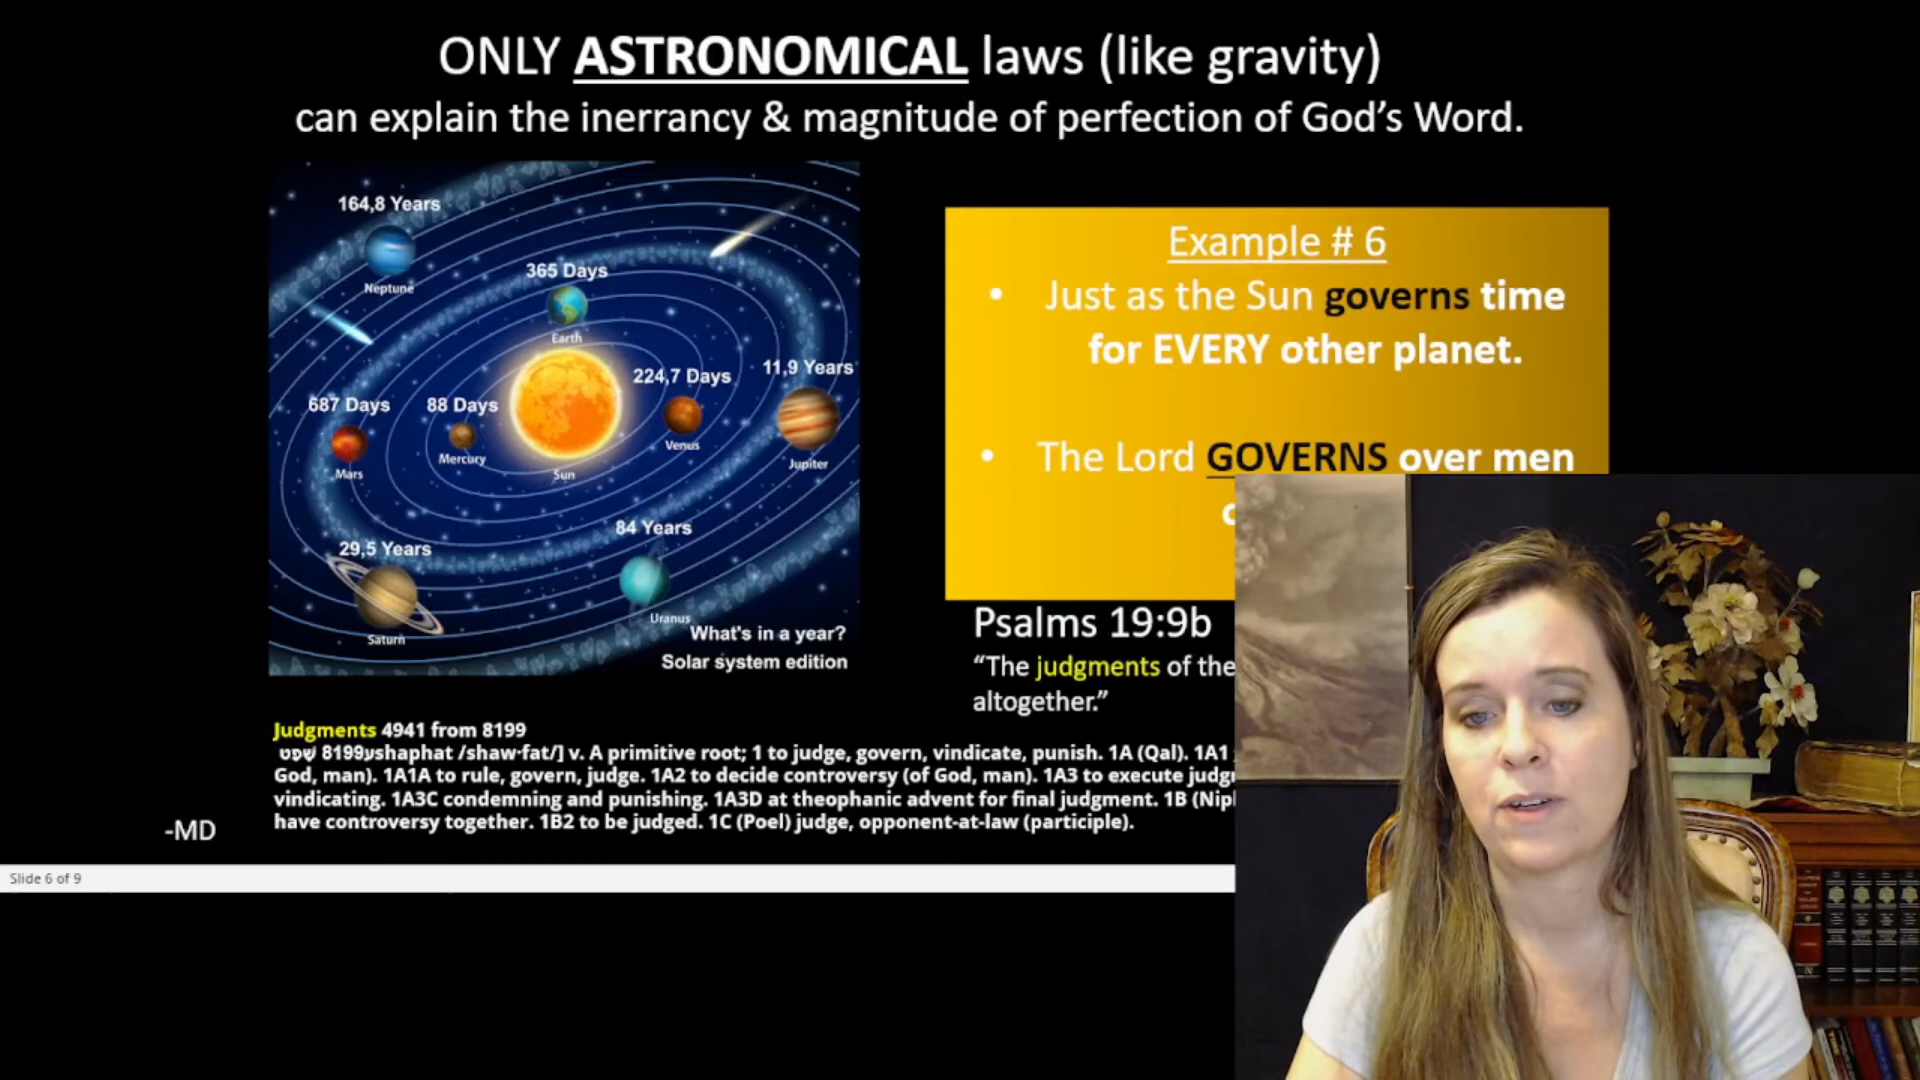 ONLY ASTRONOMICAL laws (like gravity)
can explain the inerrancy & magnitude of perfection of God's Word.
164,8 Years
Neptune
365 Days
Earth
11,9 Years
Jupiter
224,7 Days
Venus
687 Days
Mars
88 Days
Mercury
Sun
84 Years
Uranus
29,5 Years
Saturn
What's in a year?
Solar system edition
Example # 6
• Just as the Sun governs time
for EVERY other planet.
• The Lord GOVERNS over men
Psalms 19:9b
“The judgments of the
altogether.”
Judgments 4941 from 8199
שָׁפַט 8199 shaphat /shaw·fat/] v. A primitive root; 1 to judge, govern, vindicate, punish. 1A (Qal). 1A1
God, man). 1A1A to rule, govern, judge. 1A2 to decide controversy (of God, man). 1A3 to execute judg
vindicating. 1A3C condemning and punishing. 1A3D at theophanic advent for final judgment. 1B (Nip
have controversy together. 1B2 to be judged. 1C (Poel) judge, opponent-at-law (participle).
-MD
Slide 6 of 9